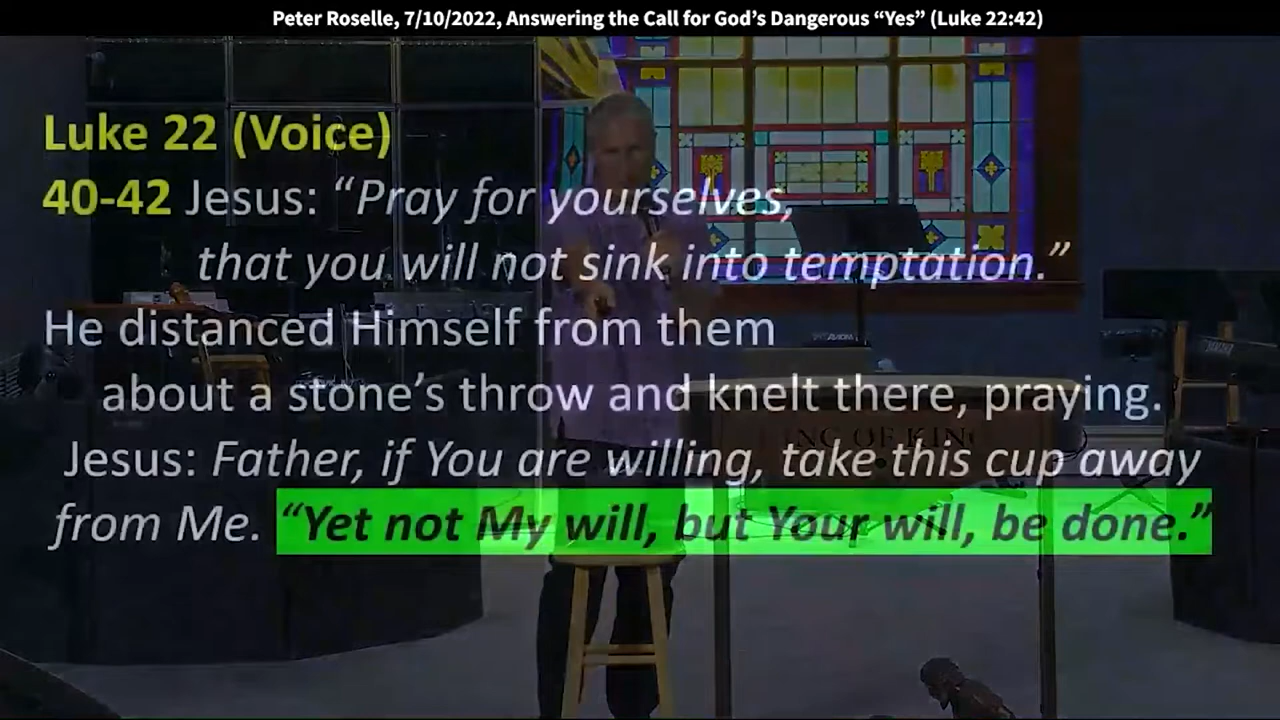 Peter Roselle, 7/10/2022, Answering the Call for God’s Dangerous “Yes” (Luke 22:42)
Luke 22 (Voice)
40-42 Jesus: “Pray for yourselves,
that you will not sink into temptation.”
He distanced Himself from them
about a stone’s throw and knelt there, praying.
Jesus: Father, if You are willing, take this cup away
from Me. “Yet not My will, but Your will, be done.”
KING OF KING